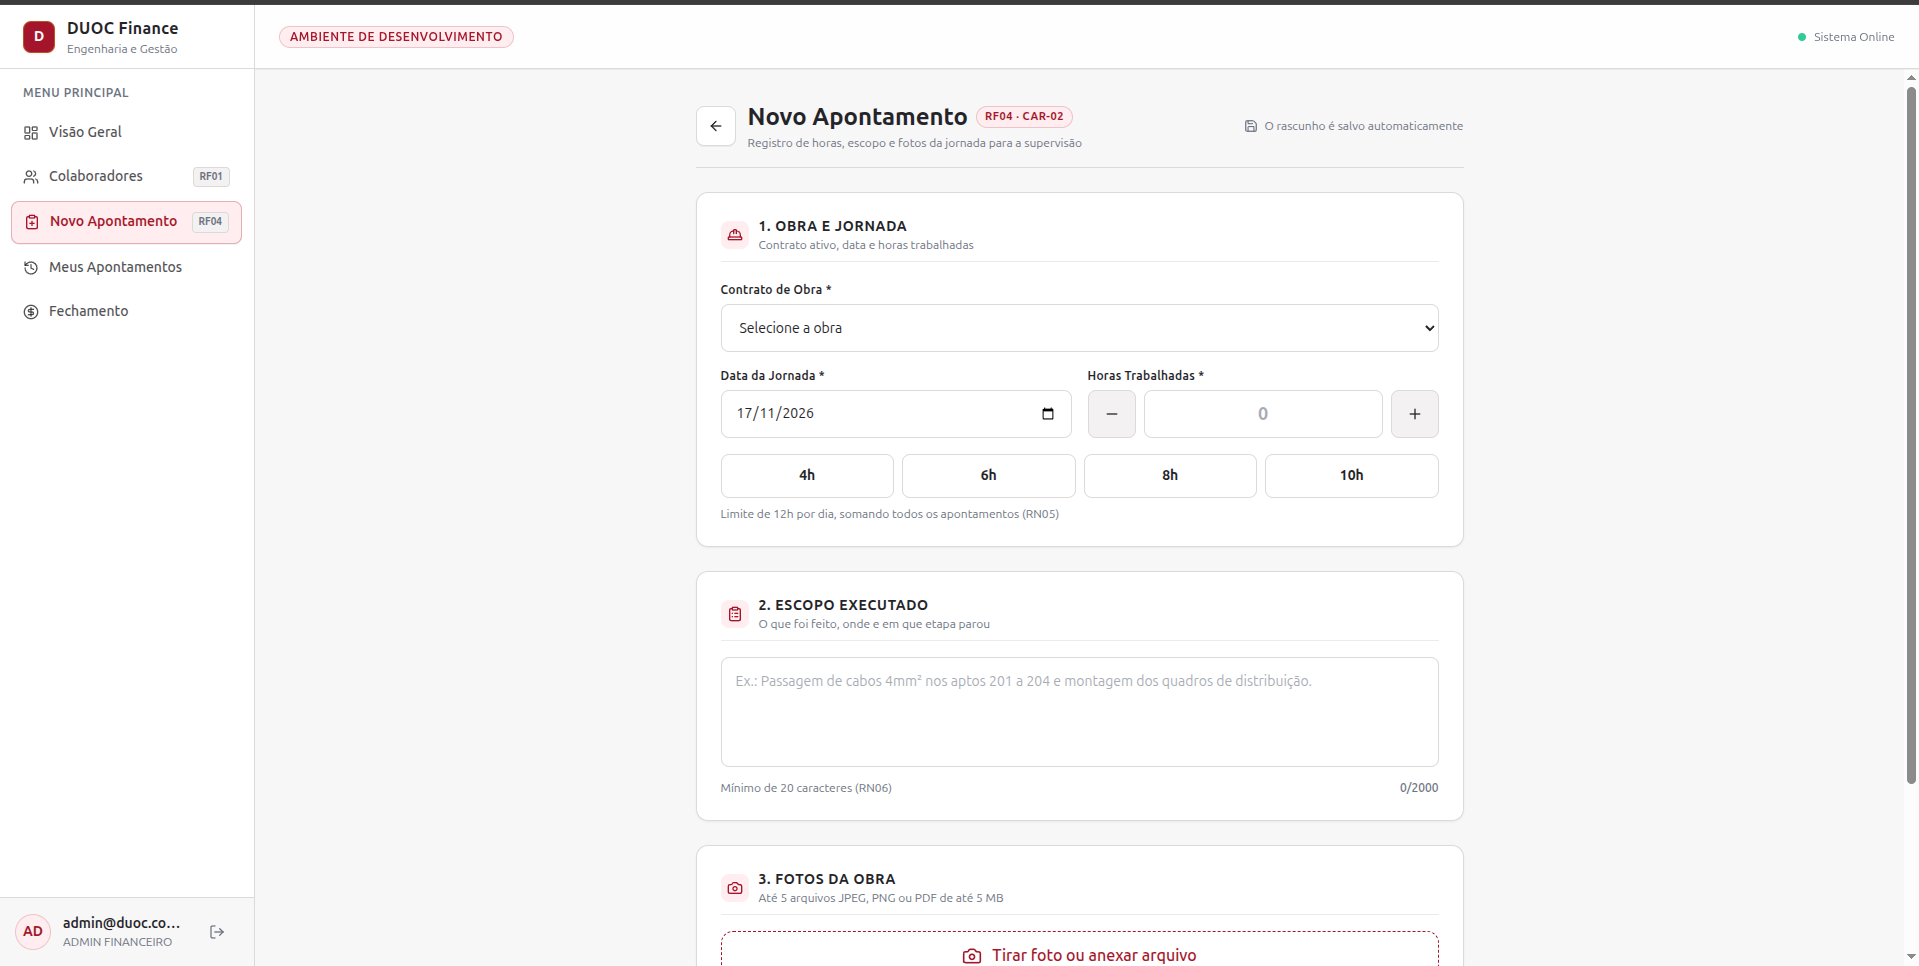 D
DUOC Finance
Engenharia e Gestão
AMBIENTE DE DESENVOLVIMENTO
Sistema Online
MENU PRINCIPAL
Visão Geral
Colaboradores RF01
Novo Apontamento RF04
Meus Apontamentos
Fechamento
AD
admin@duoc.co...
ADMIN FINANCEIRO
Novo Apontamento RF04 · CAR-02
Registro de horas, escopo e fotos da jornada para a supervisão
O rascunho é salvo automaticamente
1. OBRA E JORNADA
Contrato ativo, data e horas trabalhadas
Contrato de Obra *
Selecione a obra
Data da Jornada * Horas Trabalhadas *
17/11/2026 − 0 +
4h 6h 8h 10h
Limite de 12h por dia, somando todos os apontamentos (RN05)
2. ESCOPO EXECUTADO
O que foi feito, onde e em que etapa parou
Ex.: Passagem de cabos 4mm² nos aptos 201 a 204 e montagem dos quadros de distribuição.
Mínimo de 20 caracteres (RN06) 0/2000
3. FOTOS DA OBRA
Até 5 arquivos JPEG, PNG ou PDF de até 5 MB
Tirar foto ou anexar arquivo